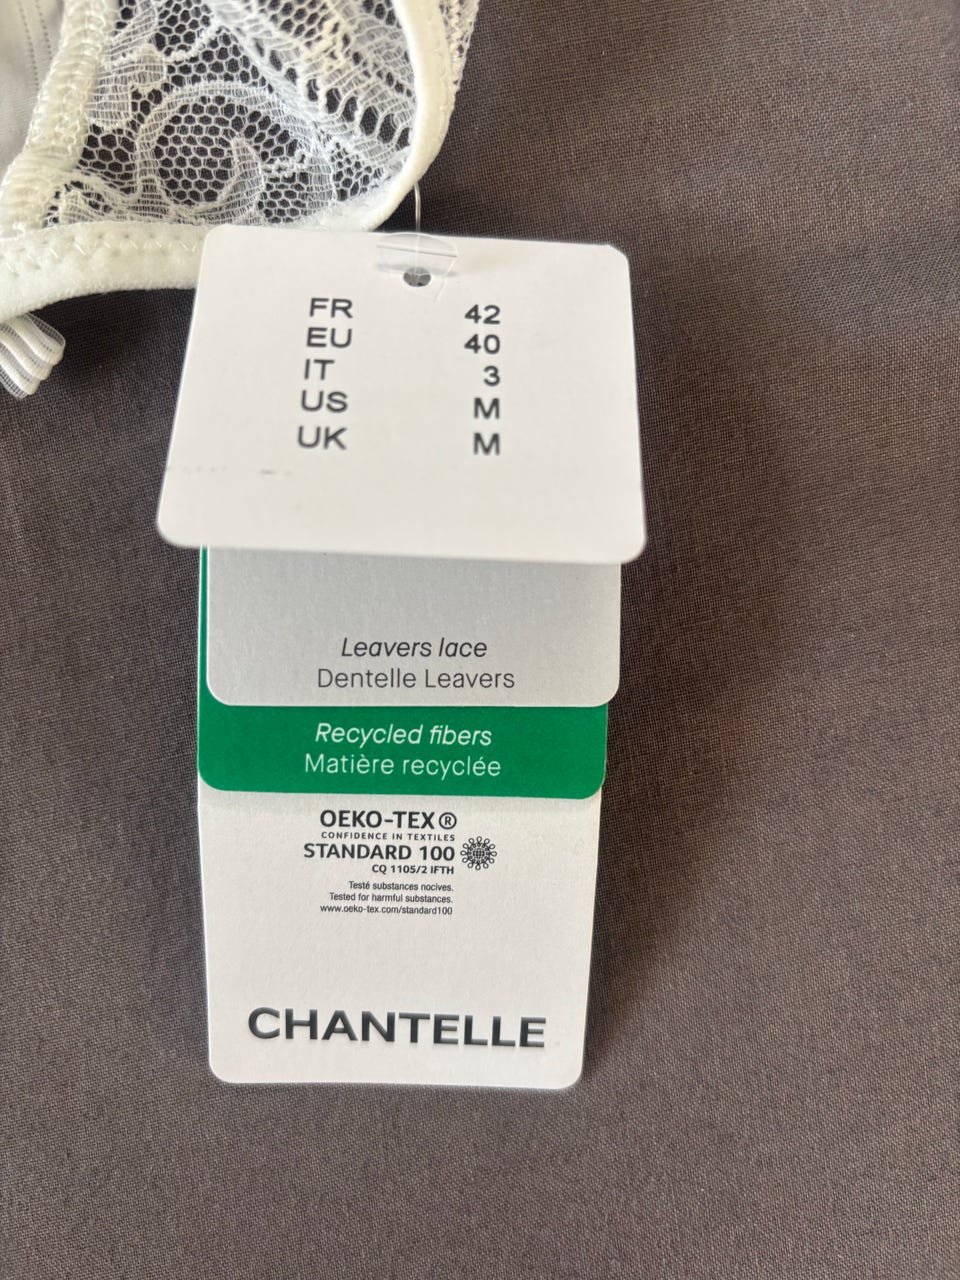 FR 42
EU 40
IT 3
US M
UK M
Leavers lace
Dentelle Leavers
Recycled fibers
Matière recyclée
OEKO-TEX®
CONFIDENCE IN TEXTILES
STANDARD 100
CQ 1105/2 IFTH
Testé substances nocives.
Tested for harmful substances.
www.oeko-tex.com/standard100
CHANTELLE